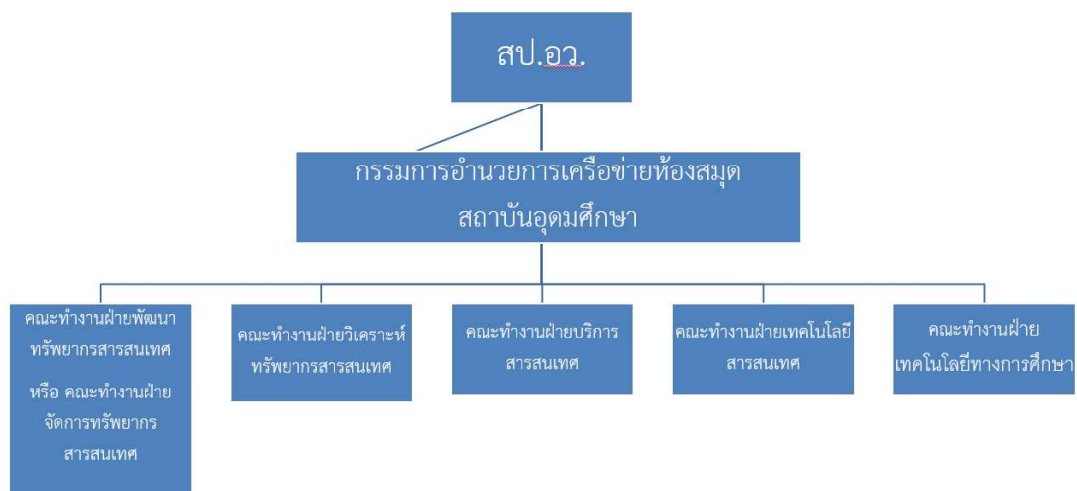 สป.อว.
กรรมการอำนวยการเครือข่ายห้องสมุด
สถาบันอุดมศึกษา
คณะทำงานฝ่ายพัฒนา
ทรัพยากรสารสนเทศ
หรือ คณะทำงานฝ่าย
จัดการทรัพยากร
สารสนเทศ
คณะทำงานฝ่ายวิเคราะห์
ทรัพยากรสารสนเทศ
คณะทำงานฝ่ายบริการ
สารสนเทศ
คณะทำงานฝ่ายเทคโนโลยี
สารสนเทศ
คณะทำงานฝ่าย
เทคโนโลยีทางการศึกษา